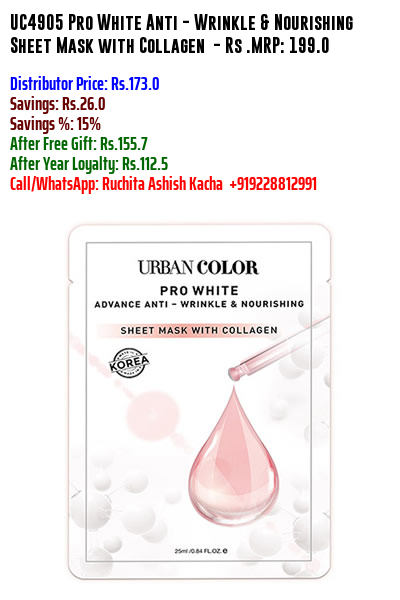 UC4905 Pro White Anti - Wrinkle & Nourishing
Sheet Mask with Collagen - Rs .MRP: 199.0
Distributor Price: Rs.173.0
Savings: Rs.26.0
Savings %: 15%
After Free Gift: Rs.155.7
After Year Loyalty: Rs.112.5
Call/WhatsApp: Ruchita Ashish Kacha +919228812991
URBAN COLOR
PRO WHITE
ADVANCE ANTI - WRINKLE & NOURISHING
SHEET MASK WITH COLLAGEN
MADE IN
KOREA
25ml /0.84 FL.OZ. e